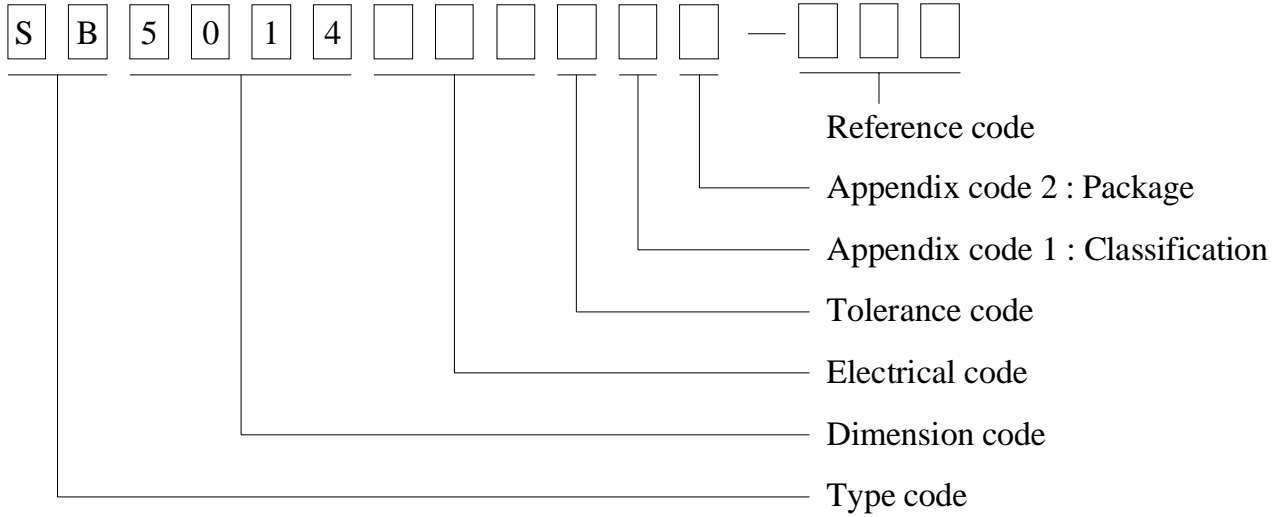 S B 5 0 1 4 —
Reference code
Appendix code 2 : Package
Appendix code 1 : Classification
Tolerance code
Electrical code
Dimension code
Type code